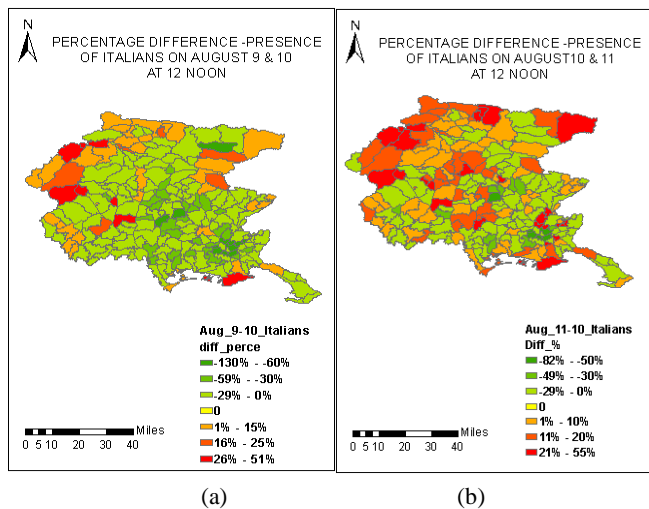 N
PERCENTAGE DIFFERENCE -PRESENCE
OF ITALIANS ON AUGUST 9 & 10
AT 12 NOON
Aug_9-10_Italians
diff_perce
-130% - -60%
-59% - -30%
-29% - 0%
0
1% - 15%
16% - 25%
26% - 51%
Miles
0 5 10 20 30 40
(a)
N
PERCENTAGE DIFFERENCE -PRESENCE
OF ITALIANS ON AUGUST10 & 11
AT 12 NOON
Aug_11-10_Italians
Diff_%
-82% - -50%
-49% - -30%
-29% - 0%
0
1% - 10%
11% - 20%
21% - 55%
Miles
0 5 10 20 30 40
(b)